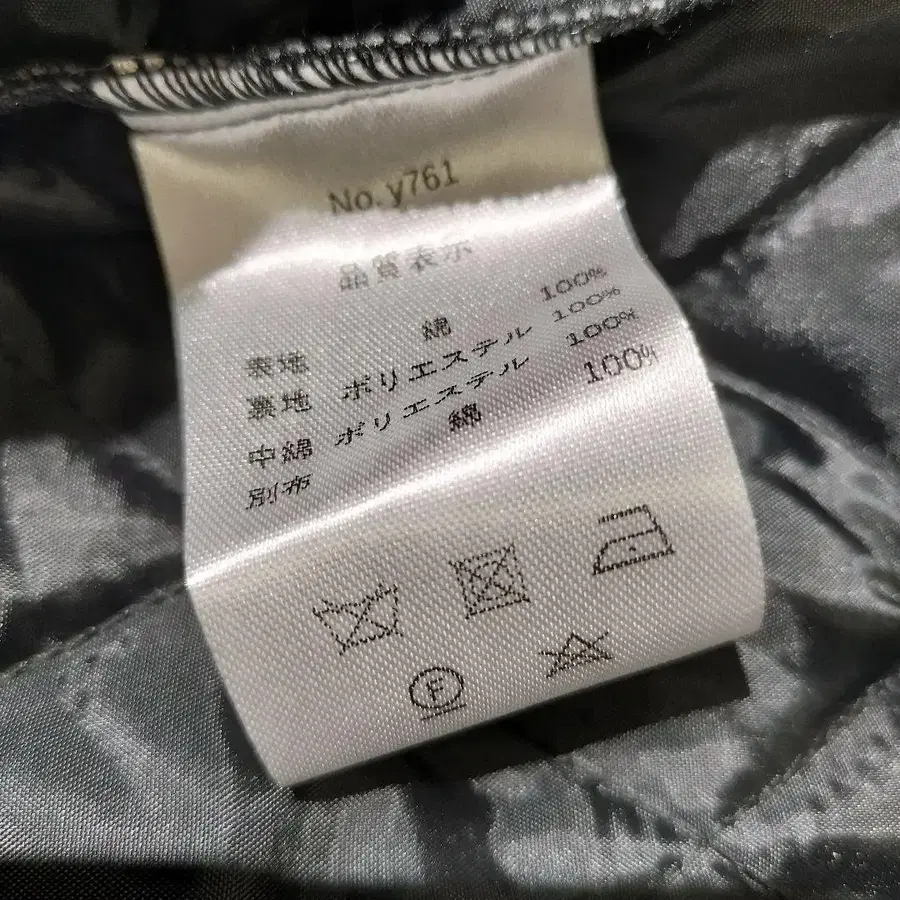 No.y761
品質表示
表地 綿 100%
裏地 ポリエステル 100%
中綿 ポリエステル 100%
別布 綿 100%
F